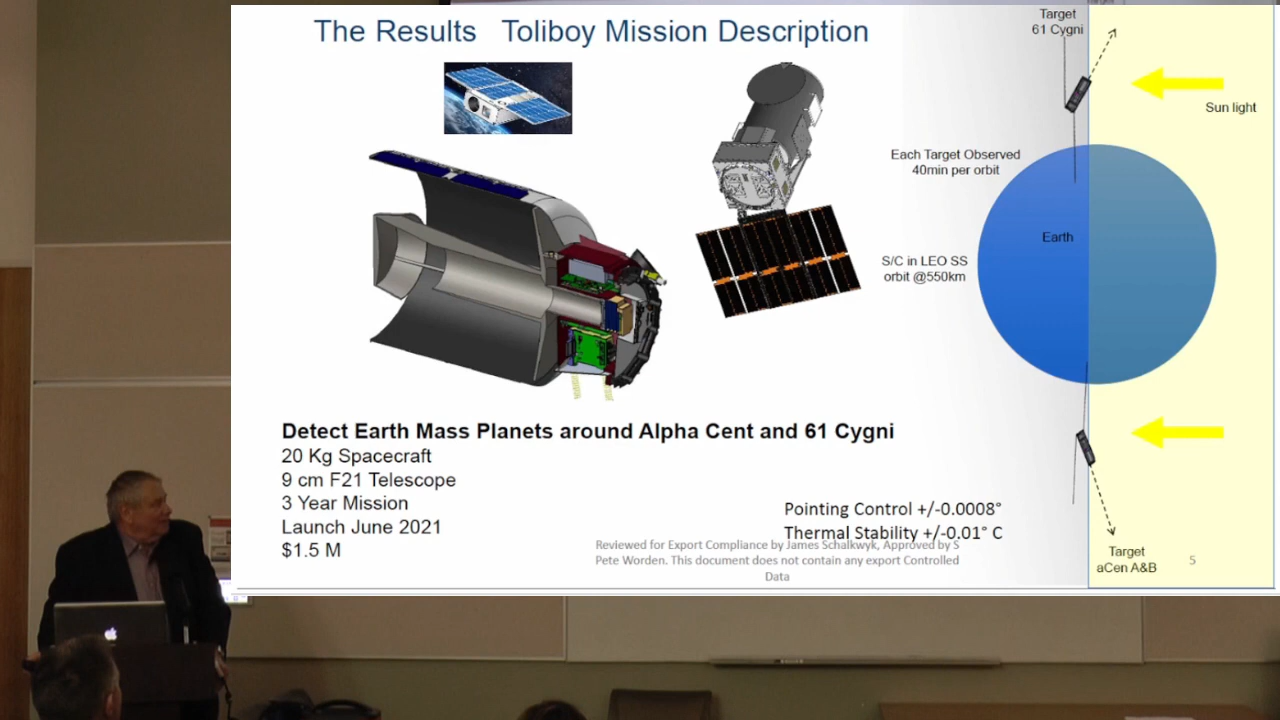 The Results Toliboy Mission Description
Target
61 Cygni
Sun light
Each Target Observed
40min per orbit
Earth
S/C in LEO SS
orbit @550km
Detect Earth Mass Planets around Alpha Cent and 61 Cygni
20 Kg Spacecraft
9 cm F21 Telescope
3 Year Mission
Launch June 2021
$1.5 M
Pointing Control +/-0.0008°
Thermal Stability +/-0.01° C
Reviewed for Export Compliance by James Schalkwyk, Approved by S
Pete Worden. This document does not contain any export Controlled
Data
Target
aCen A&B
5